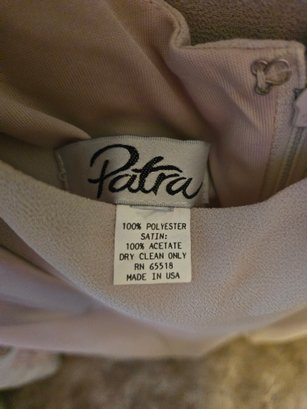 Patra
100% POLYESTER
SATIN:
100% ACETATE
DRY CLEAN ONLY
RN 65518
MADE IN USA